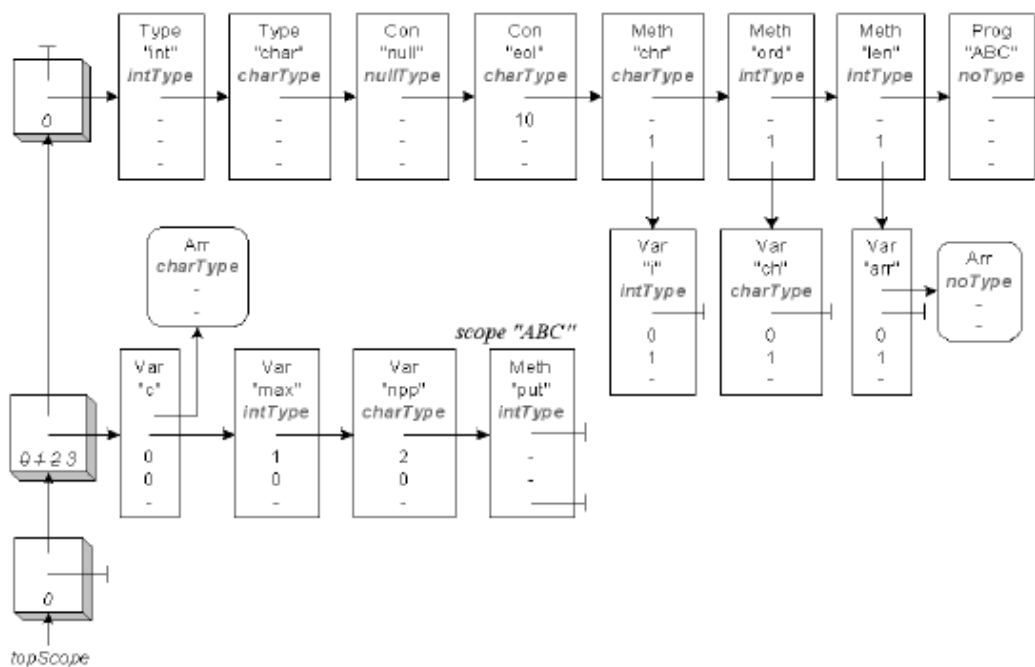 Type
"int"
intType
-
-
-
Type
"char"
charType
-
-
-
Con
"null"
nullType
-
-
-
Con
"eol"
charType
10
-
-
Meth
"chr"
charType
-
1
Meth
"ord"
intType
-
1
Meth
"len"
intType
-
1
Prog
"ABC"
noType
-
-
-
0
Arr
charType
-
-
Var
"i"
intType
0
1
-
Var
"ch"
charType
0
1
-
Var
"arr"
0
1
-
Arr
noType
-
-
scope "ABC"
0 1 2 3
Var
"c"
0
0
-
Var
"max"
intType
1
0
-
Var
"npp"
charType
2
0
-
Meth
"put"
intType
-
-
0
topScope